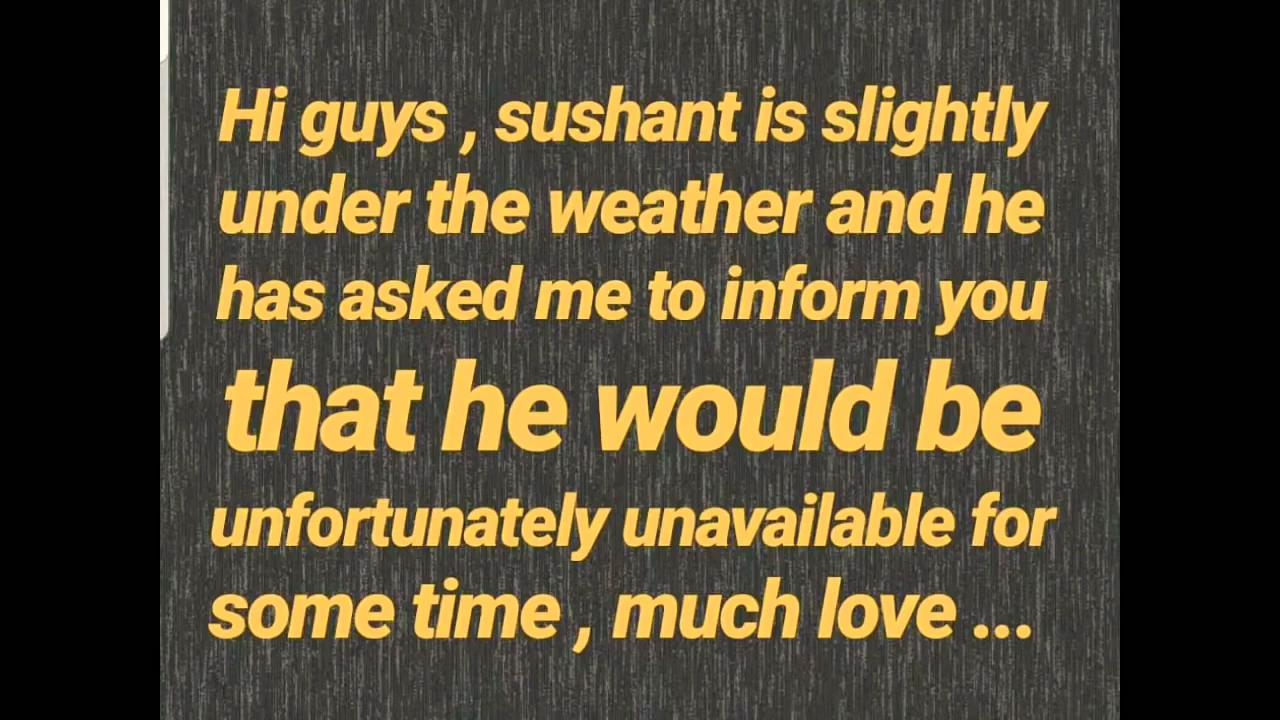 Hi guys , sushant is slightly
under the weather and he
has asked me to inform you
that he would be
unfortunately unavailable for
some time , much love ...